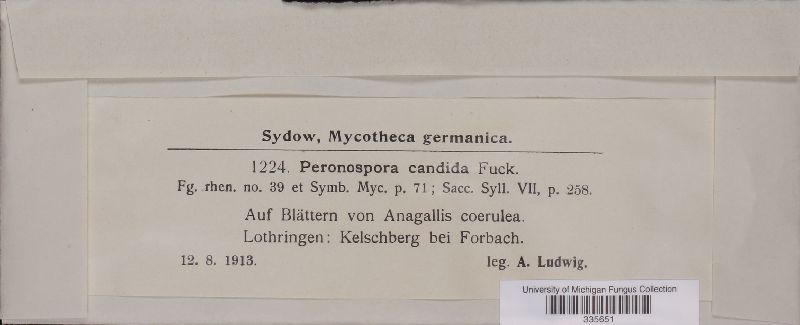 Sydow, Mycotheca germanica.
1224. Peronospora candida Fuck.
Fg. rhen. no. 39 et Symb. Myc. p. 71; Sacc. Syll. VII, p. 258.
Auf Blättern von Anagallis coerulea.
Lothringen: Kelschberg bei Forbach.
12. 8. 1913. leg. A. Ludwig.
University of Michigan Fungus Collection
335651